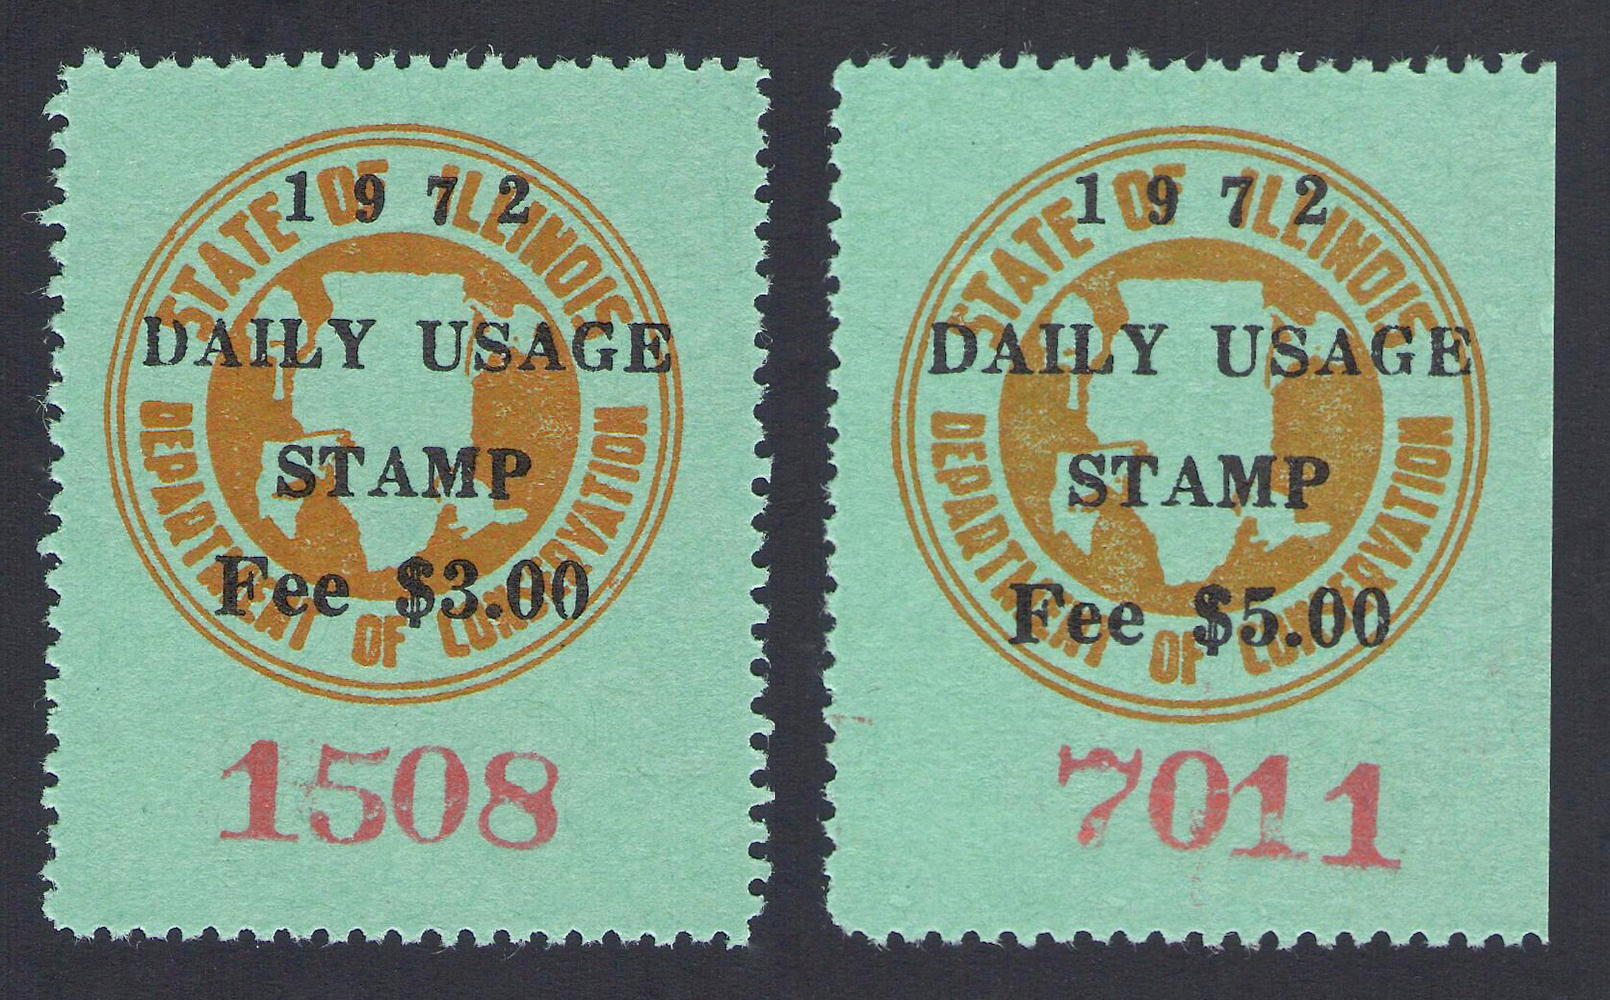 STATE OF ILLINOIS
1972
DAILY USAGE
STAMP
Fee $3.00
DEPARTMENT OF CONSERVATION
1508
STATE OF ILLINOIS
1972
DAILY USAGE
STAMP
Fee $5.00
DEPARTMENT OF CONSERVATION
7011